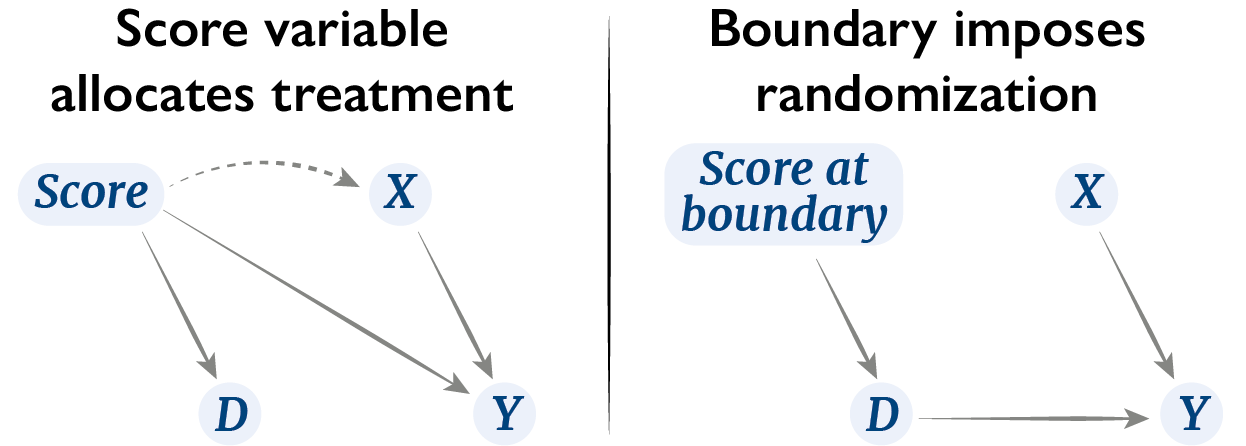 Score variable
allocates treatment
Score
X
D
Y
Boundary imposes
randomization
Score at
boundary
X
D
Y